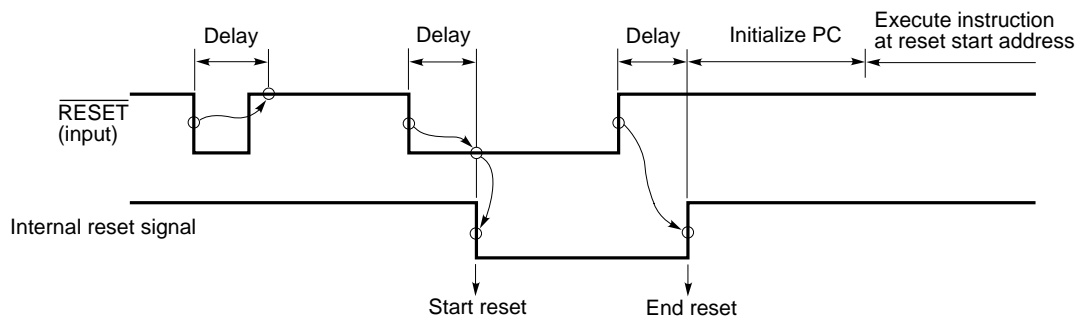 Delay
Delay
Delay
Initialize PC
Execute instruction
at reset start address
RESET
(input)
Internal reset signal
Start reset
End reset